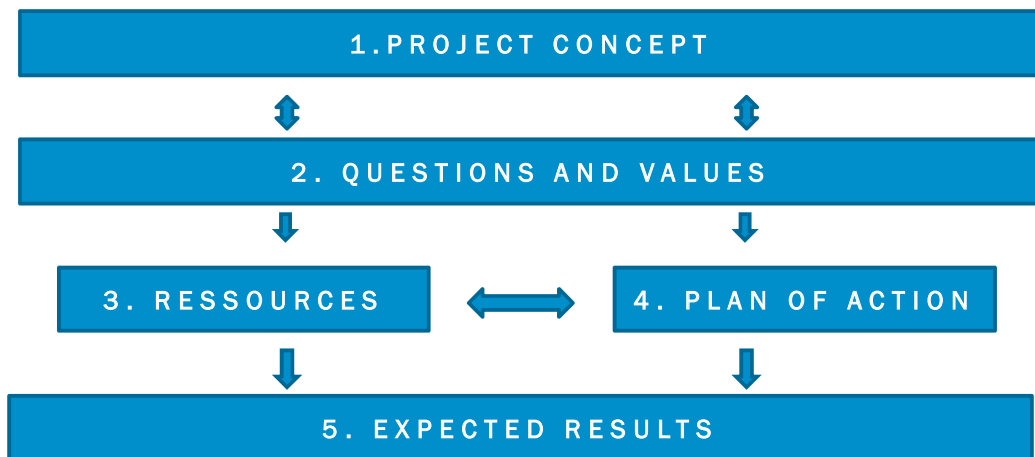 1.PROJECT CONCEPT
2. QUESTIONS AND VALUES
3. RESSOURCES
4. PLAN OF ACTION
5. EXPECTED RESULTS